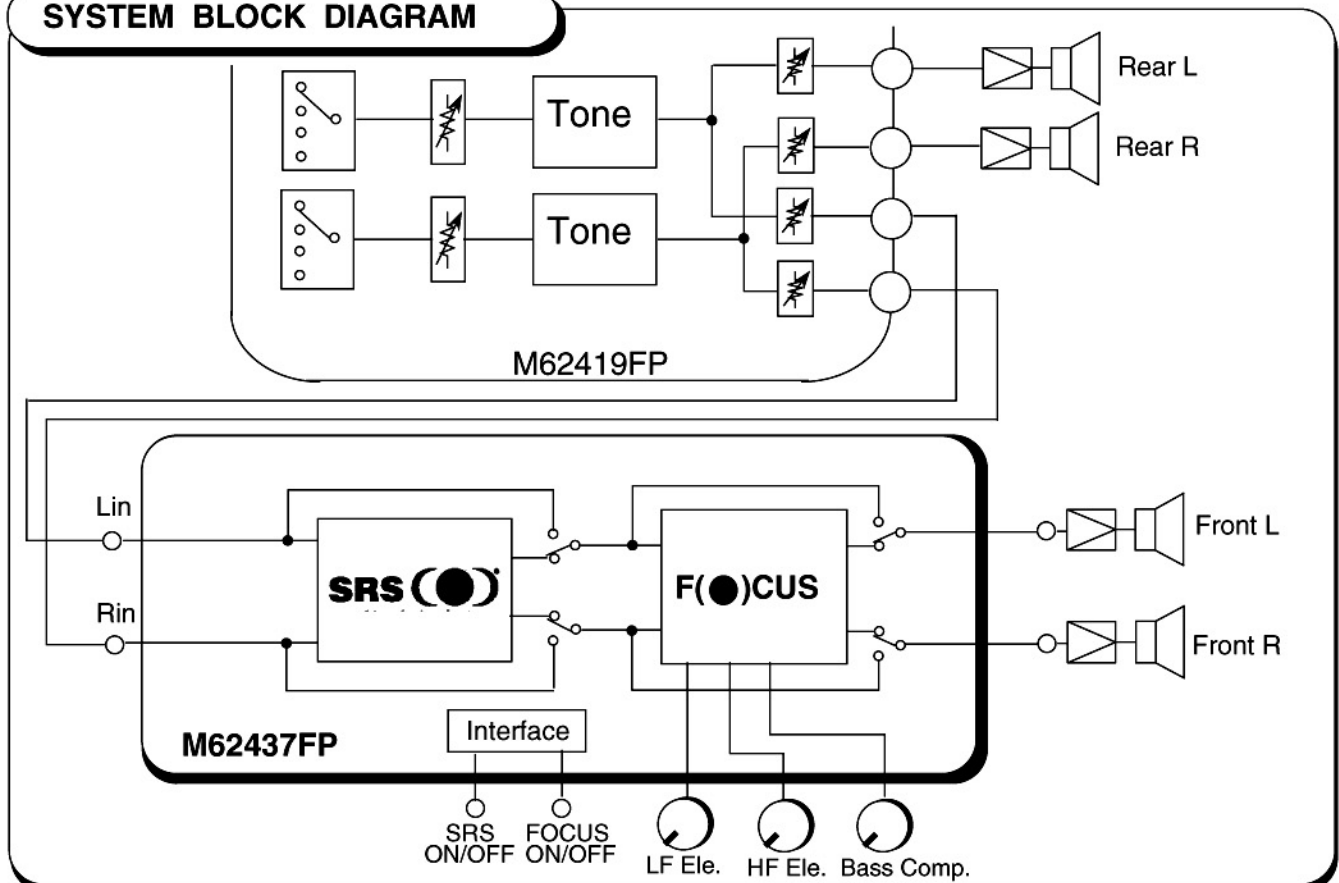 SYSTEM BLOCK DIAGRAM
Rear L
Tone
Rear R
Tone
M62419FP
Lin
Front L
SRS(●)
F(●)CUS
Rin
Front R
Interface
M62437FP
SRS
ON/OFF
FOCUS
ON/OFF
LF Ele.
HF Ele.
Bass Comp.